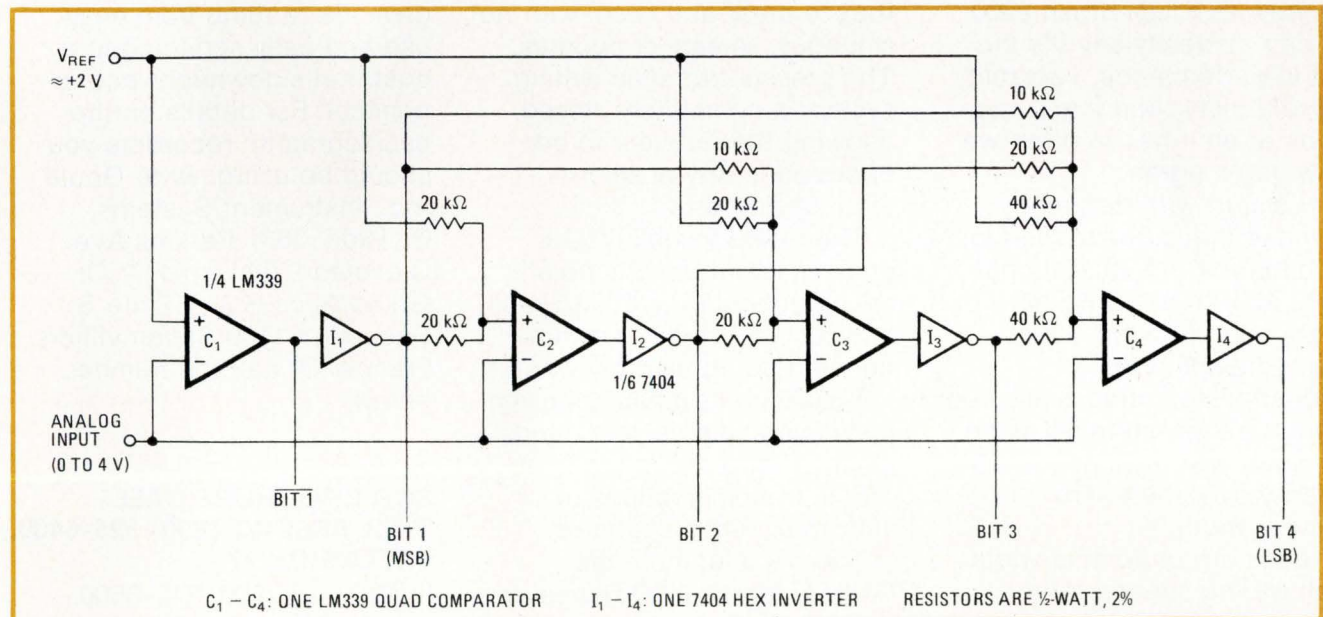 V_REF
≈ +2 V
10 kΩ
20 kΩ
40 kΩ
10 kΩ
20 kΩ
20 kΩ
1/4 LM339
+
−
C₁
I₁
20 kΩ
+
−
C₂
I₂
1/6 7404
20 kΩ
+
−
C₃
I₃
40 kΩ
+
−
C₄
I₄
ANALOG
INPUT
(0 TO 4 V)
B̅I̅T̅ ̅1̅
BIT 1
(MSB)
BIT 2
BIT 3
BIT 4
(LSB)
C₁ – C₄: ONE LM339 QUAD COMPARATOR I₁ – I₄: ONE 7404 HEX INVERTER RESISTORS ARE ½-WATT, 2%